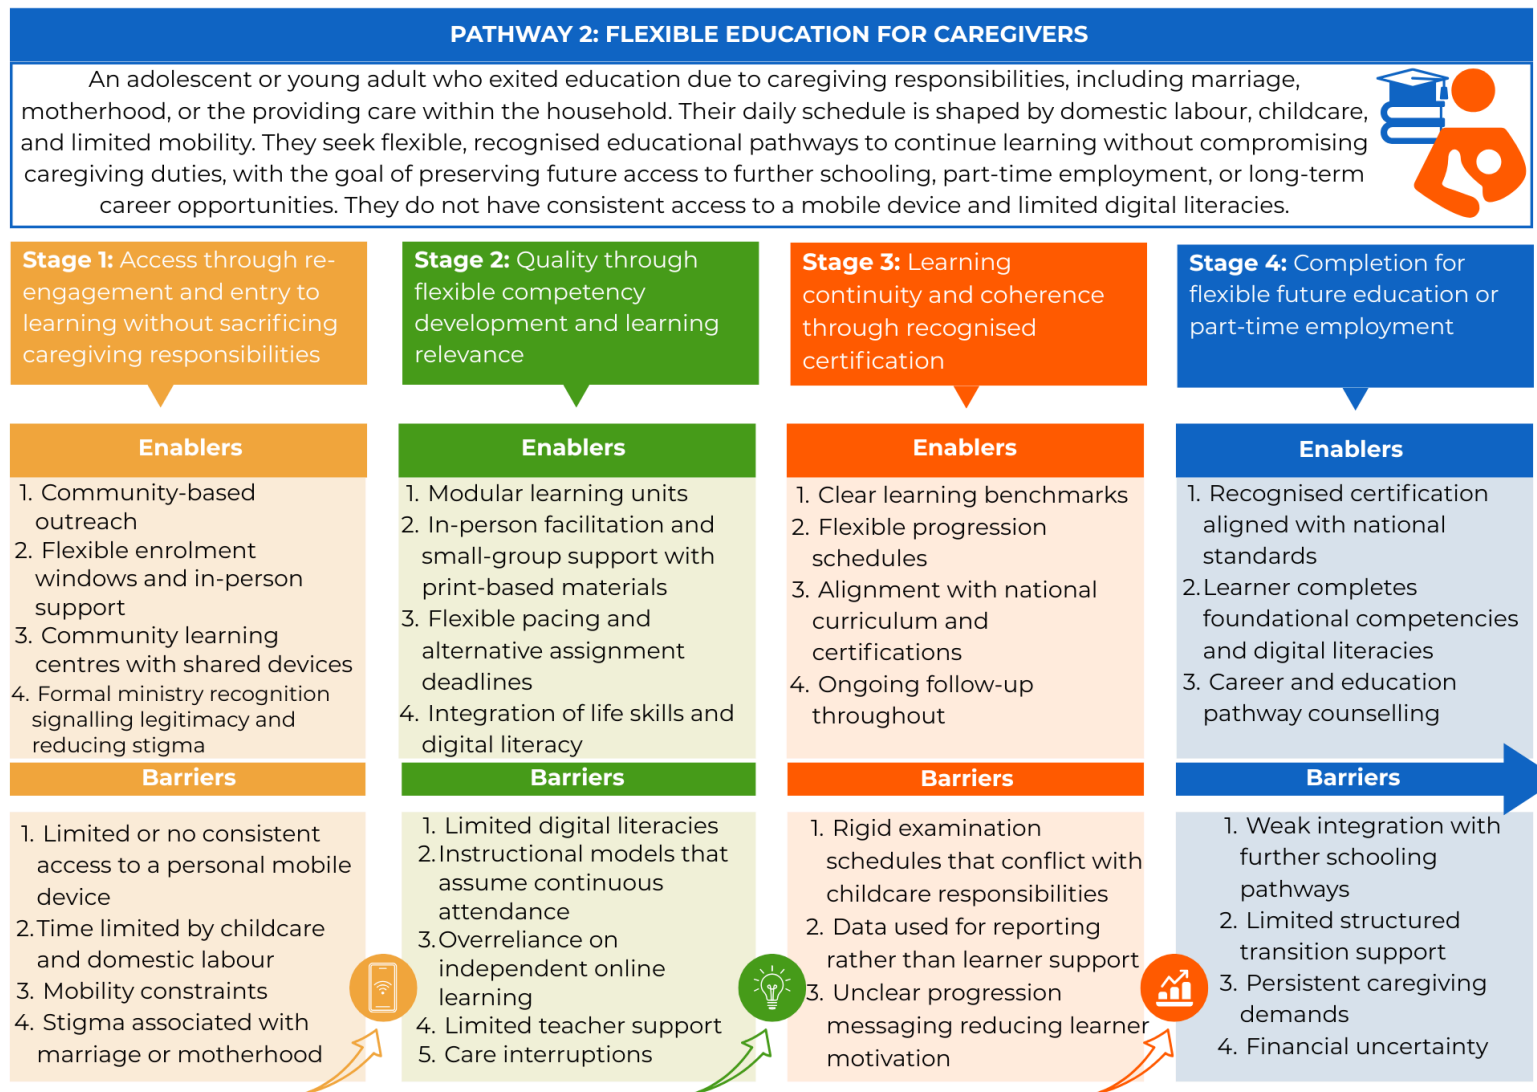 PATHWAY 2: FLEXIBLE EDUCATION FOR CAREGIVERS
An adolescent or young adult who exited education due to caregiving responsibilities, including marriage,
motherhood, or the providing care within the household. Their daily schedule is shaped by domestic labour, childcare,
and limited mobility. They seek flexible, recognised educational pathways to continue learning without compromising
caregiving duties, with the goal of preserving future access to further schooling, part-time employment, or long-term
career opportunities. They do not have consistent access to a mobile device and limited digital literacies.
Stage 1: Access through re-
engagement and entry to
learning without sacrificing
caregiving responsibilities
Enablers
1. Community-based
outreach
2. Flexible enrolment
windows and in-person
support
3. Community learning
centres with shared devices
4. Formal ministry recognition
signalling legitimacy and
reducing stigma
Barriers
1. Limited or no consistent
access to a personal mobile
device
2.Time limited by childcare
and domestic labour
3. Mobility constraints
4. Stigma associated with
marriage or motherhood
Stage 2: Quality through
flexible competency
development and learning
relevance
Enablers
1. Modular learning units
2. In-person facilitation and
small-group support with
print-based materials
3. Flexible pacing and
alternative assignment
deadlines
4. Integration of life skills and
digital literacy
Barriers
1. Limited digital literacies
2.Instructional models that
assume continuous
attendance
3.Overreliance on
independent online
learning
4. Limited teacher support
5. Care interruptions
Stage 3: Learning
continuity and coherence
through recognised
certification
Enablers
1. Clear learning benchmarks
2. Flexible progression
schedules
3. Alignment with national
curriculum and
certifications
4. Ongoing follow-up
throughout
Barriers
1. Rigid examination
schedules that conflict with
childcare responsibilities
2. Data used for reporting
rather than learner support
3. Unclear progression
messaging reducing learner
motivation
Stage 4: Completion for
flexible future education or
part-time employment
Enablers
1. Recognised certification
aligned with national
standards
2.Learner completes
foundational competencies
and digital literacies
3. Career and education
pathway counselling
Barriers
1. Weak integration with
further schooling
pathways
2. Limited structured
transition support
3. Persistent caregiving
demands
4. Financial uncertainty